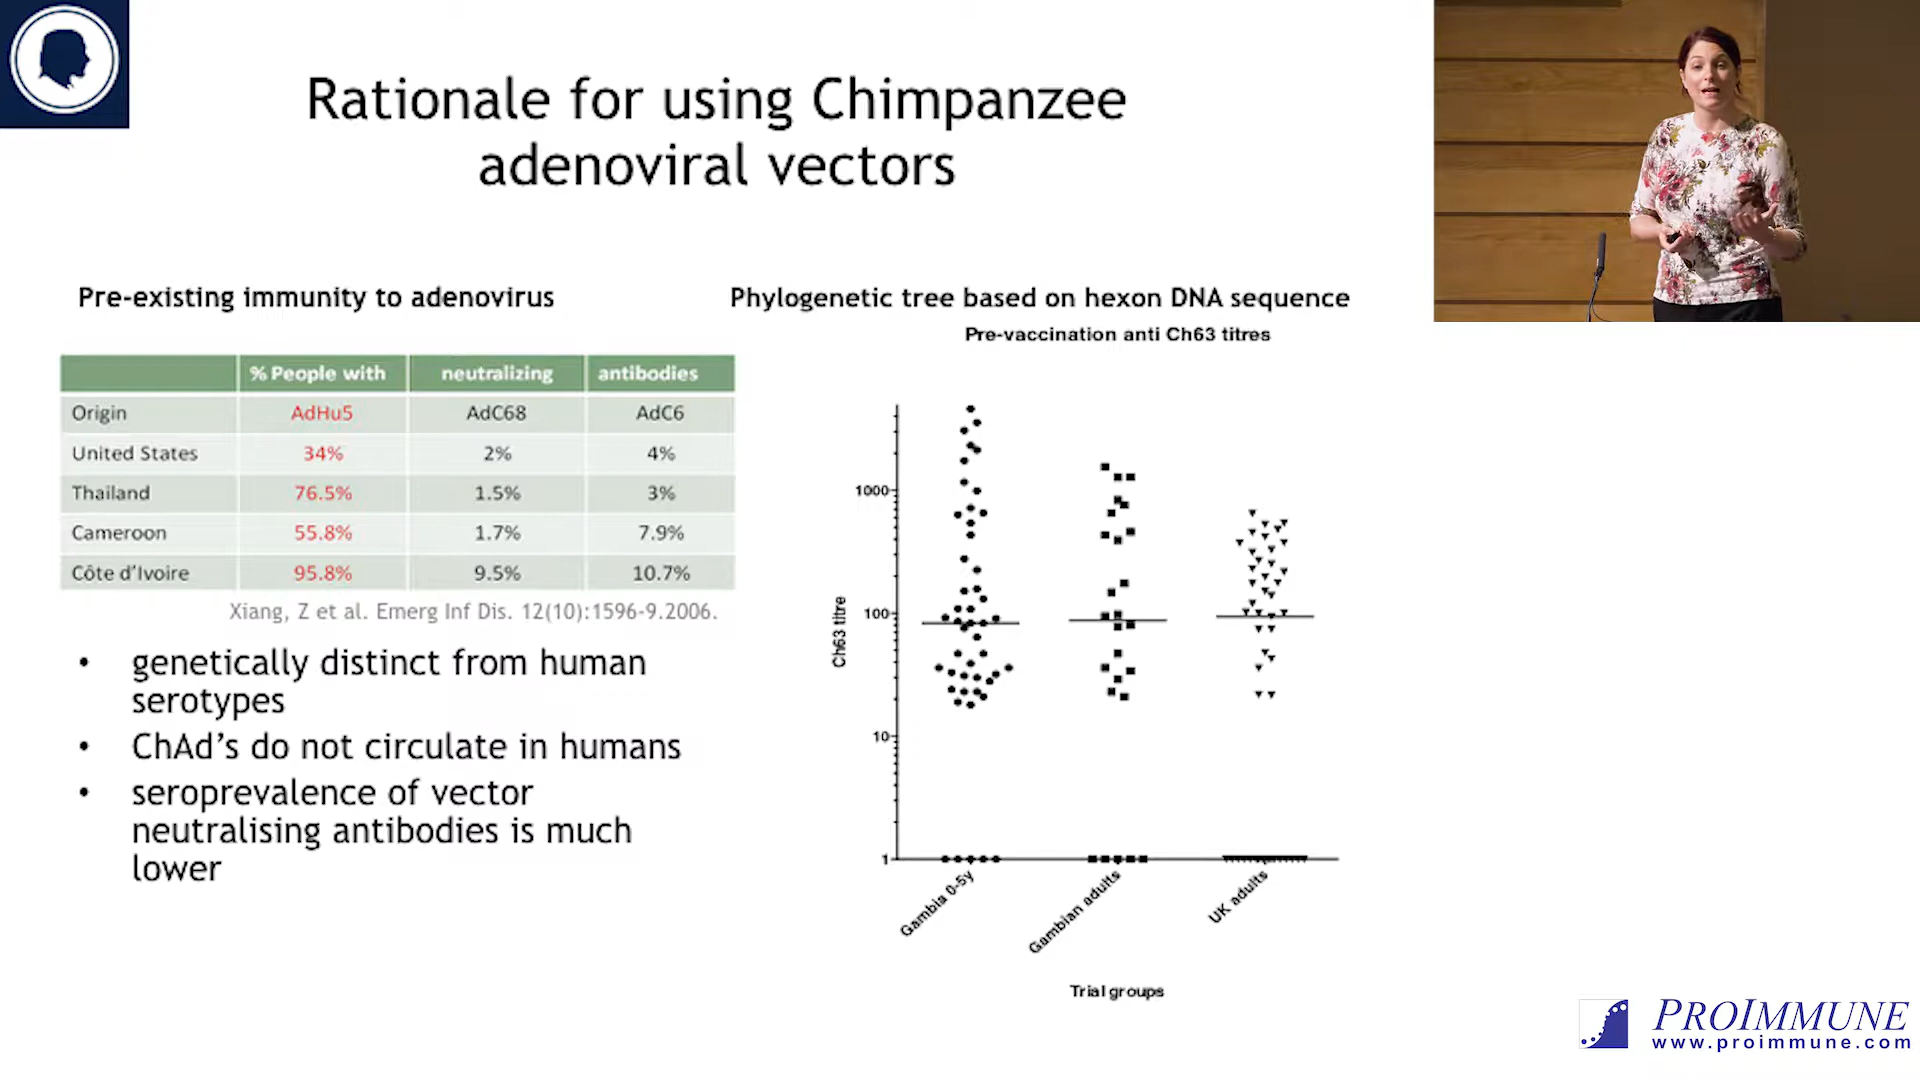 Rationale for using Chimpanzee
adenoviral vectors
Pre-existing immunity to adenovirus
% People with neutralizing antibodies
Origin AdHu5 AdC68 AdC6
United States 34% 2% 4%
Thailand 76.5% 1.5% 3%
Cameroon 55.8% 1.7% 7.9%
Côte d'Ivoire 95.8% 9.5% 10.7%
Xiang, Z et al. Emerg Inf Dis. 12(10):1596-9.2006.
• genetically distinct from human
serotypes
• ChAd's do not circulate in humans
• seroprevalence of vector
neutralising antibodies is much
lower
Phylogenetic tree based on hexon DNA sequence
Pre-vaccination anti Ch63 titres
1000
100
10
1
Ch63 titre
Gambia 0-5y
Gambian adults
UK adults
Trial groups
PROIMMUNE
www.proimmune.com